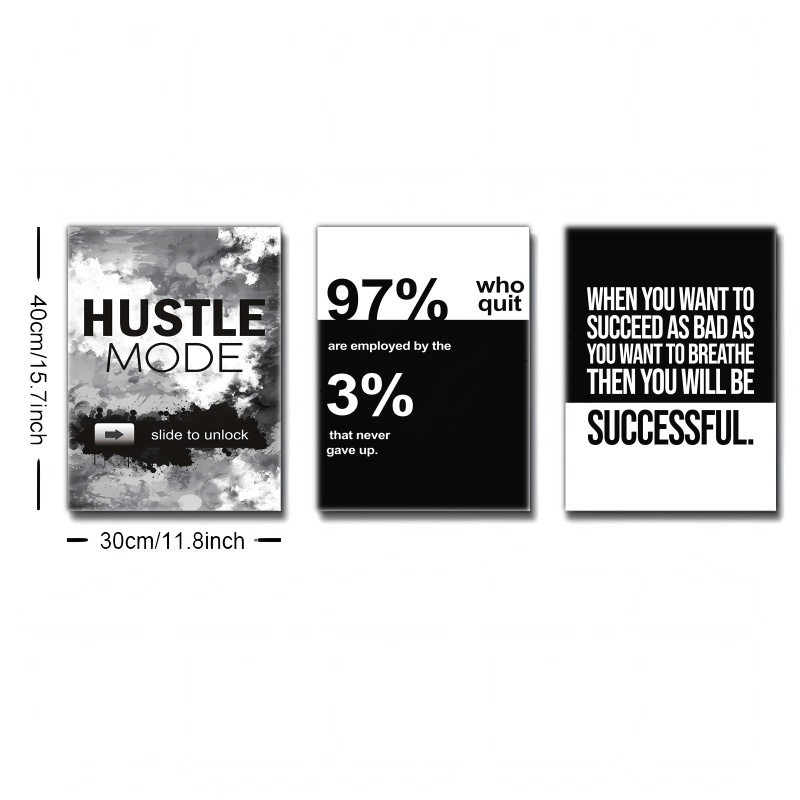 40cm/15.7inch
30cm/11.8inch
HUSTLE
MODE
slide to unlock
97% who
quit
are employed by the
3%
that never
gave up.
WHEN YOU WANT TO
SUCCEED AS BAD AS
YOU WANT TO BREATHE
THEN YOU WILL BE
SUCCESSFUL.